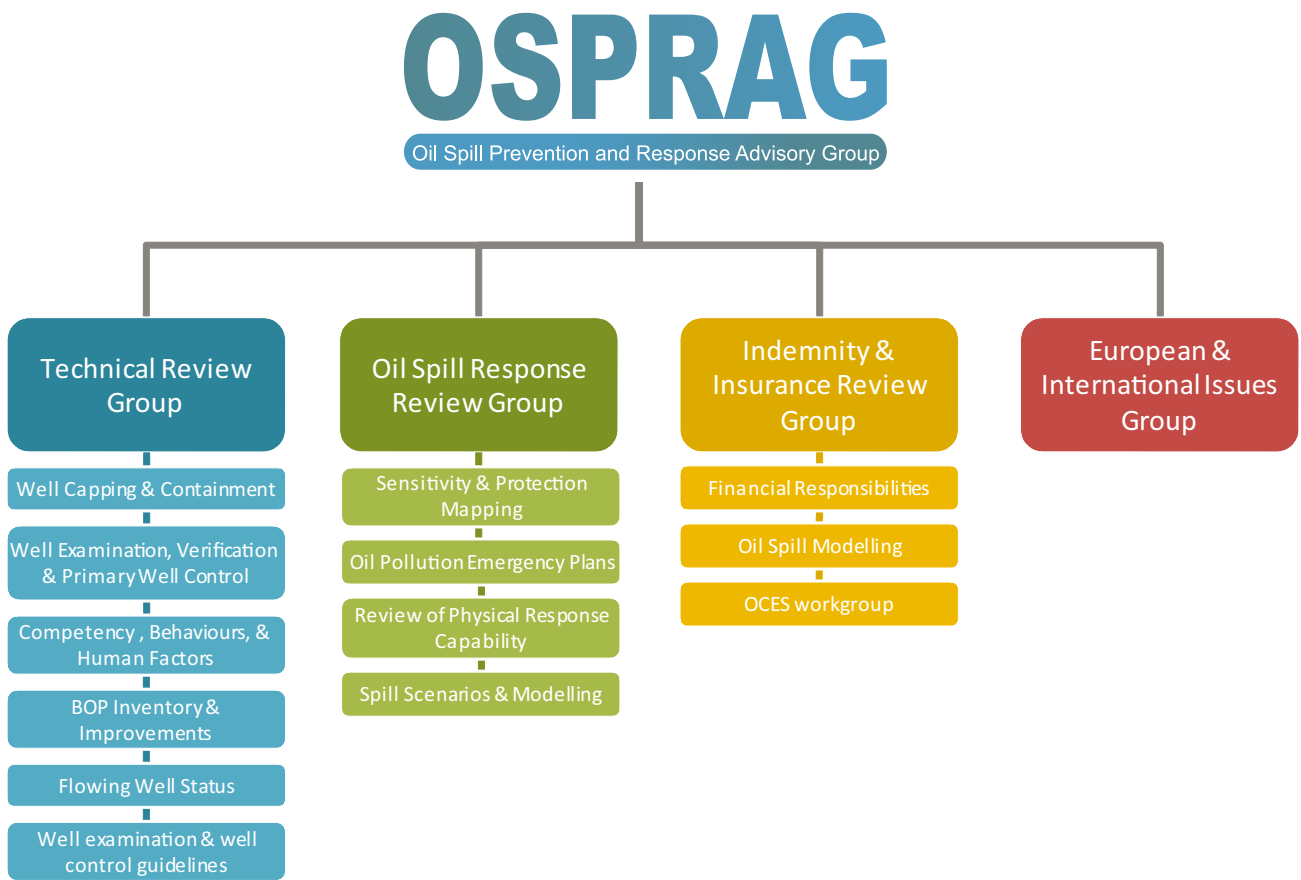 OSPRAG
Oil Spill Prevention and Response Advisory Group
Technical Review
Group
Well Capping & Containment
Well Examination, Verification
& Primary Well Control
Competency , Behaviours, &
Human Factors
BOP Inventory &
Improvements
Flowing Well Status
Well examination & well
control guidelines
Oil Spill Response
Review Group
Sensitivity & Protection
Mapping
Oil Pollution Emergency Plans
Review of Physical Response
Capability
Spill Scenarios & Modelling
Indemnity &
Insurance Review
Group
Financial Responsibilities
Oil Spill Modelling
OCES workgroup
European &
International Issues
Group